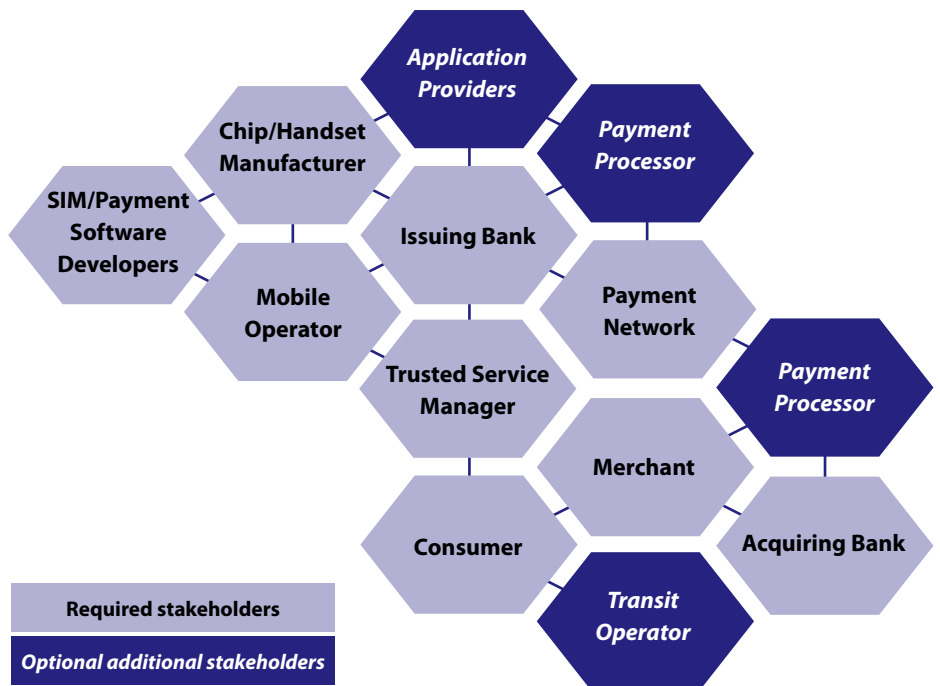 Application
Providers
Chip/Handset
Manufacturer
Payment
Processor
SIM/Payment
Software
Developers
Issuing Bank
Mobile
Operator
Payment
Network
Trusted Service
Manager
Payment
Processor
Merchant
Consumer
Acquiring Bank
Transit
Operator
Required stakeholders
Optional additional stakeholders